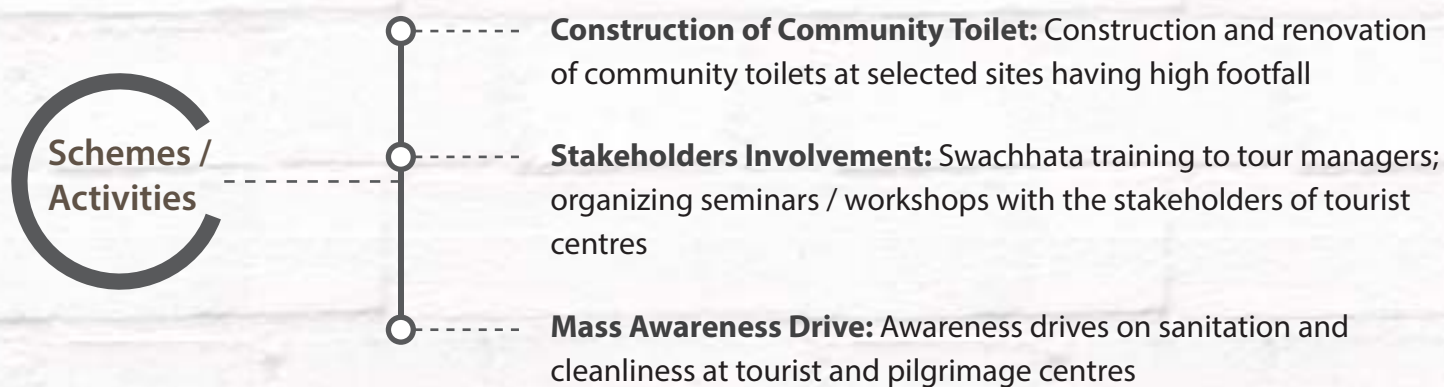 Schemes /
Activities
Construction of Community Toilet: Construction and renovation
of community toilets at selected sites having high footfall
Stakeholders Involvement: Swachhata training to tour managers;
organizing seminars / workshops with the stakeholders of tourist
centres
Mass Awareness Drive: Awareness drives on sanitation and
cleanliness at tourist and pilgrimage centres